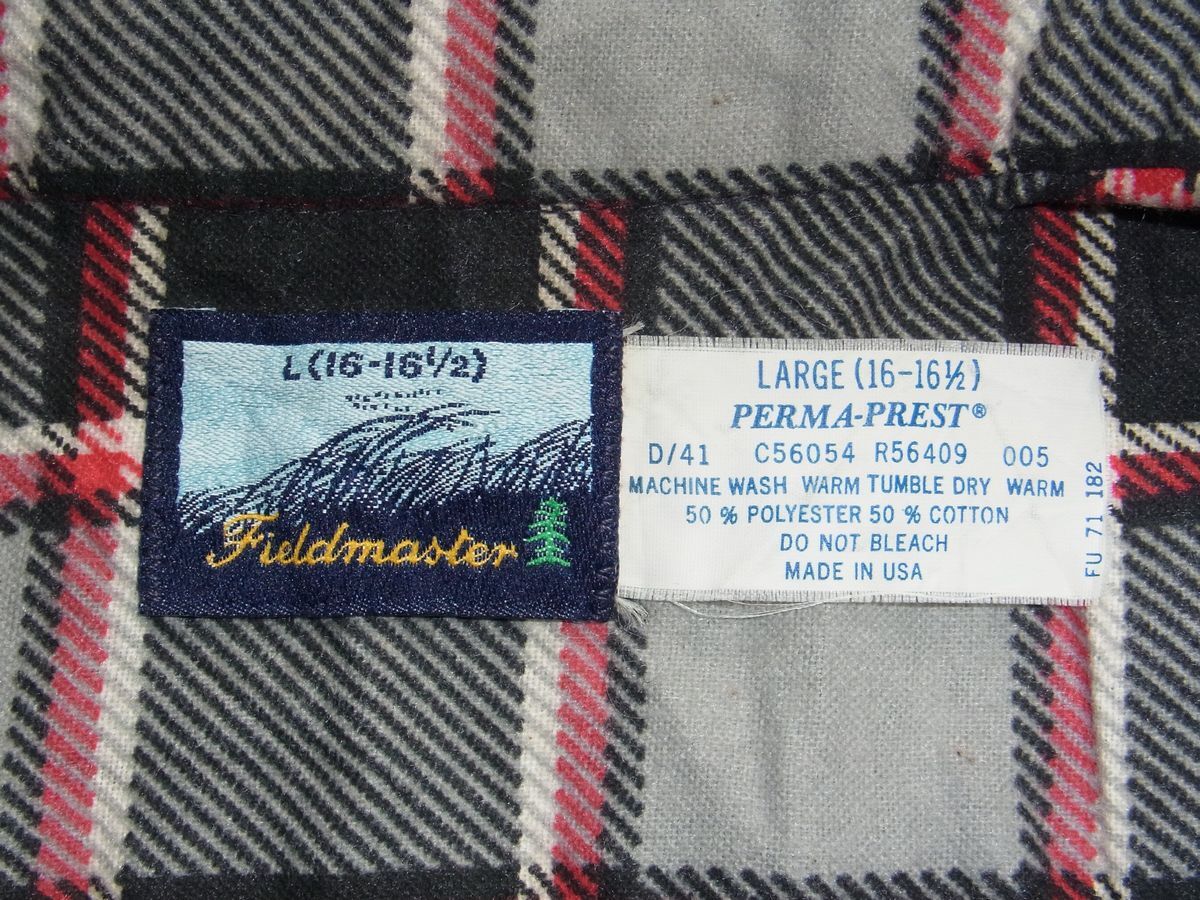 L (16-16½)
Fieldmaster
LARGE (16-16½)
PERMA-PREST®
D/41 C56054 R56409 005
MACHINE WASH WARM TUMBLE DRY WARM
50 % POLYESTER 50 % COTTON
DO NOT BLEACH
MADE IN USA
FU 71 182